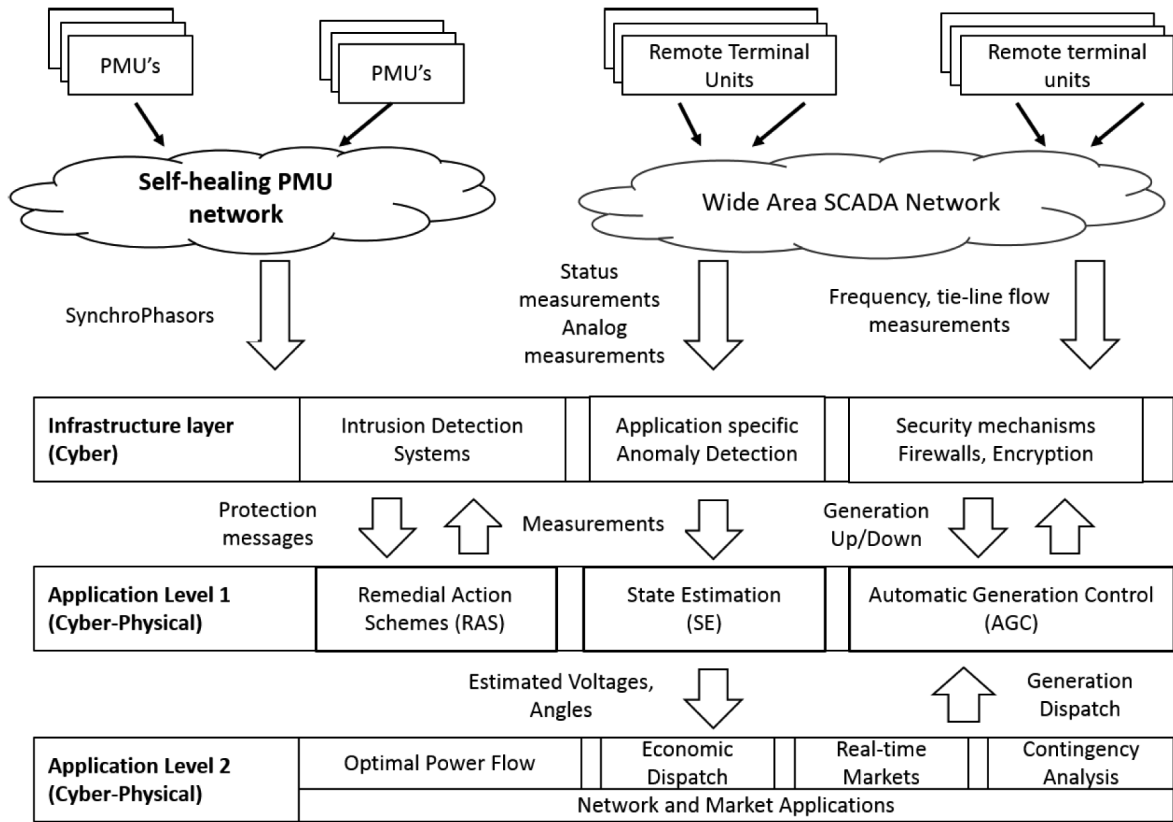 PMU's
PMU's
Remote Terminal
Units
Remote terminal
units
Self-healing PMU
network
Wide Area SCADA Network
SynchroPhasors
Status
measurements
Analog
measurements
Frequency, tie-line flow
measurements
Infrastructure layer
(Cyber)
Intrusion Detection
Systems
Application specific
Anomaly Detection
Security mechanisms
Firewalls, Encryption
Protection
messages
Measurements
Generation
Up/Down
Application Level 1
(Cyber-Physical)
Remedial Action
Schemes (RAS)
State Estimation
(SE)
Automatic Generation Control
(AGC)
Estimated Voltages,
Angles
Generation
Dispatch
Application Level 2
(Cyber-Physical)
Optimal Power Flow
Economic
Dispatch
Real-time
Markets
Contingency
Analysis
Network and Market Applications